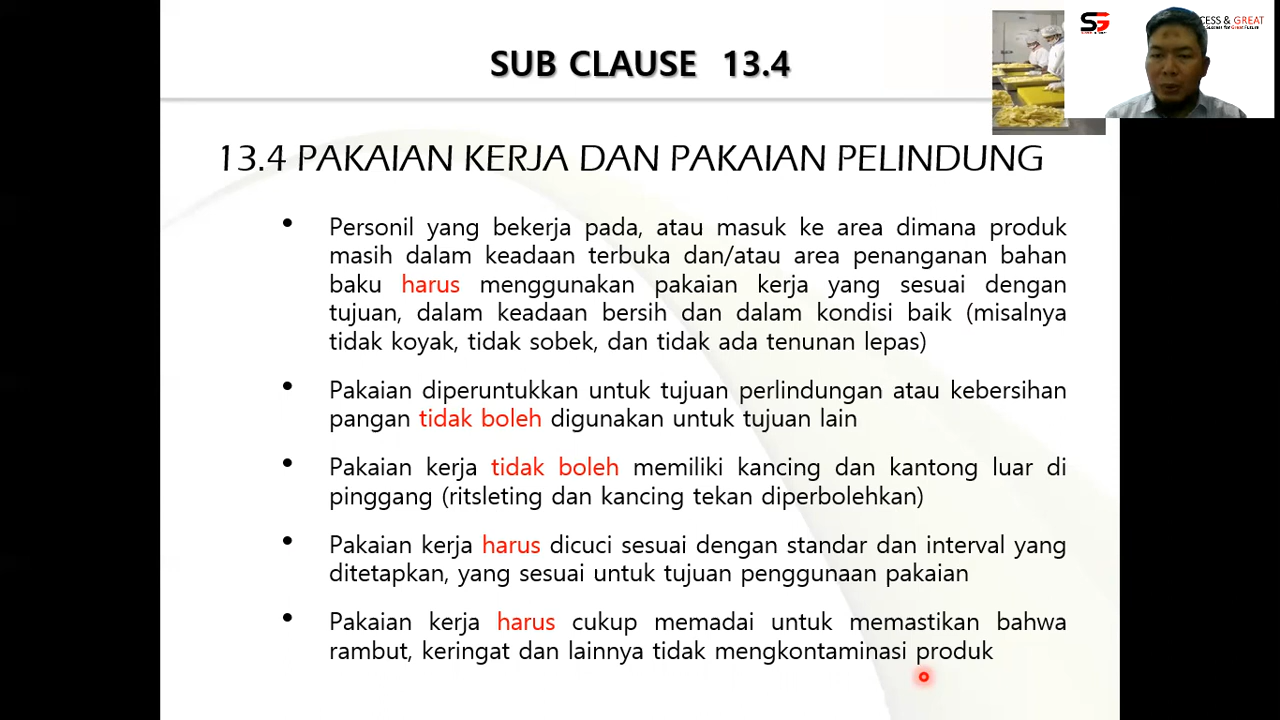 SUB CLAUSE 13.4
SG
CESS & GREAT
13.4 PAKAIAN KERJA DAN PAKAIAN PELINDUNG
• Personil yang bekerja pada, atau masuk ke area dimana produk
masih dalam keadaan terbuka dan/atau area penanganan bahan
baku harus menggunakan pakaian kerja yang sesuai dengan
tujuan, dalam keadaan bersih dan dalam kondisi baik (misalnya
tidak koyak, tidak sobek, dan tidak ada tenunan lepas)
• Pakaian diperuntukkan untuk tujuan perlindungan atau kebersihan
pangan tidak boleh digunakan untuk tujuan lain
• Pakaian kerja tidak boleh memiliki kancing dan kantong luar di
pinggang (ritsleting dan kancing tekan diperbolehkan)
• Pakaian kerja harus dicuci sesuai dengan standar dan interval yang
ditetapkan, yang sesuai untuk tujuan penggunaan pakaian
• Pakaian kerja harus cukup memadai untuk memastikan bahwa
rambut, keringat dan lainnya tidak mengkontaminasi produk